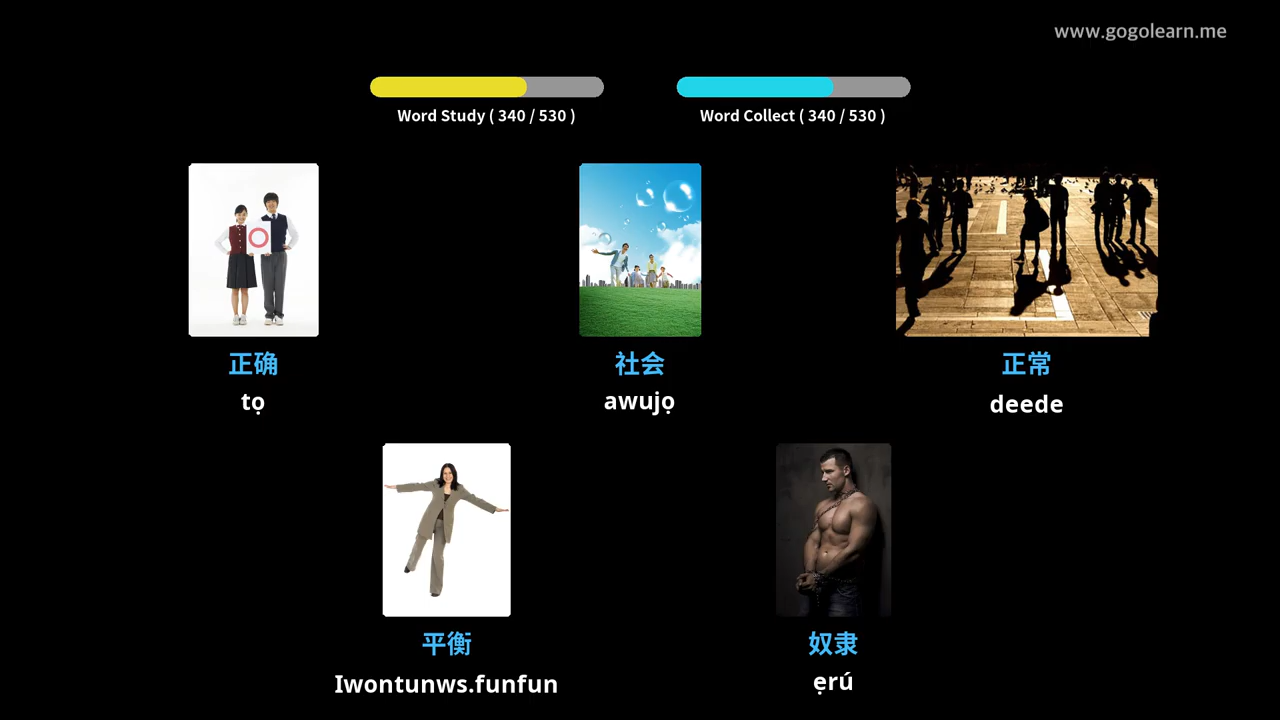 www.gogolearn.me
Word Study ( 340 / 530 )
Word Collect ( 340 / 530 )
正确
tọ
社会
awujọ
正常
deede
平衡
Iwontunws.funfun
奴隶
ẹrú